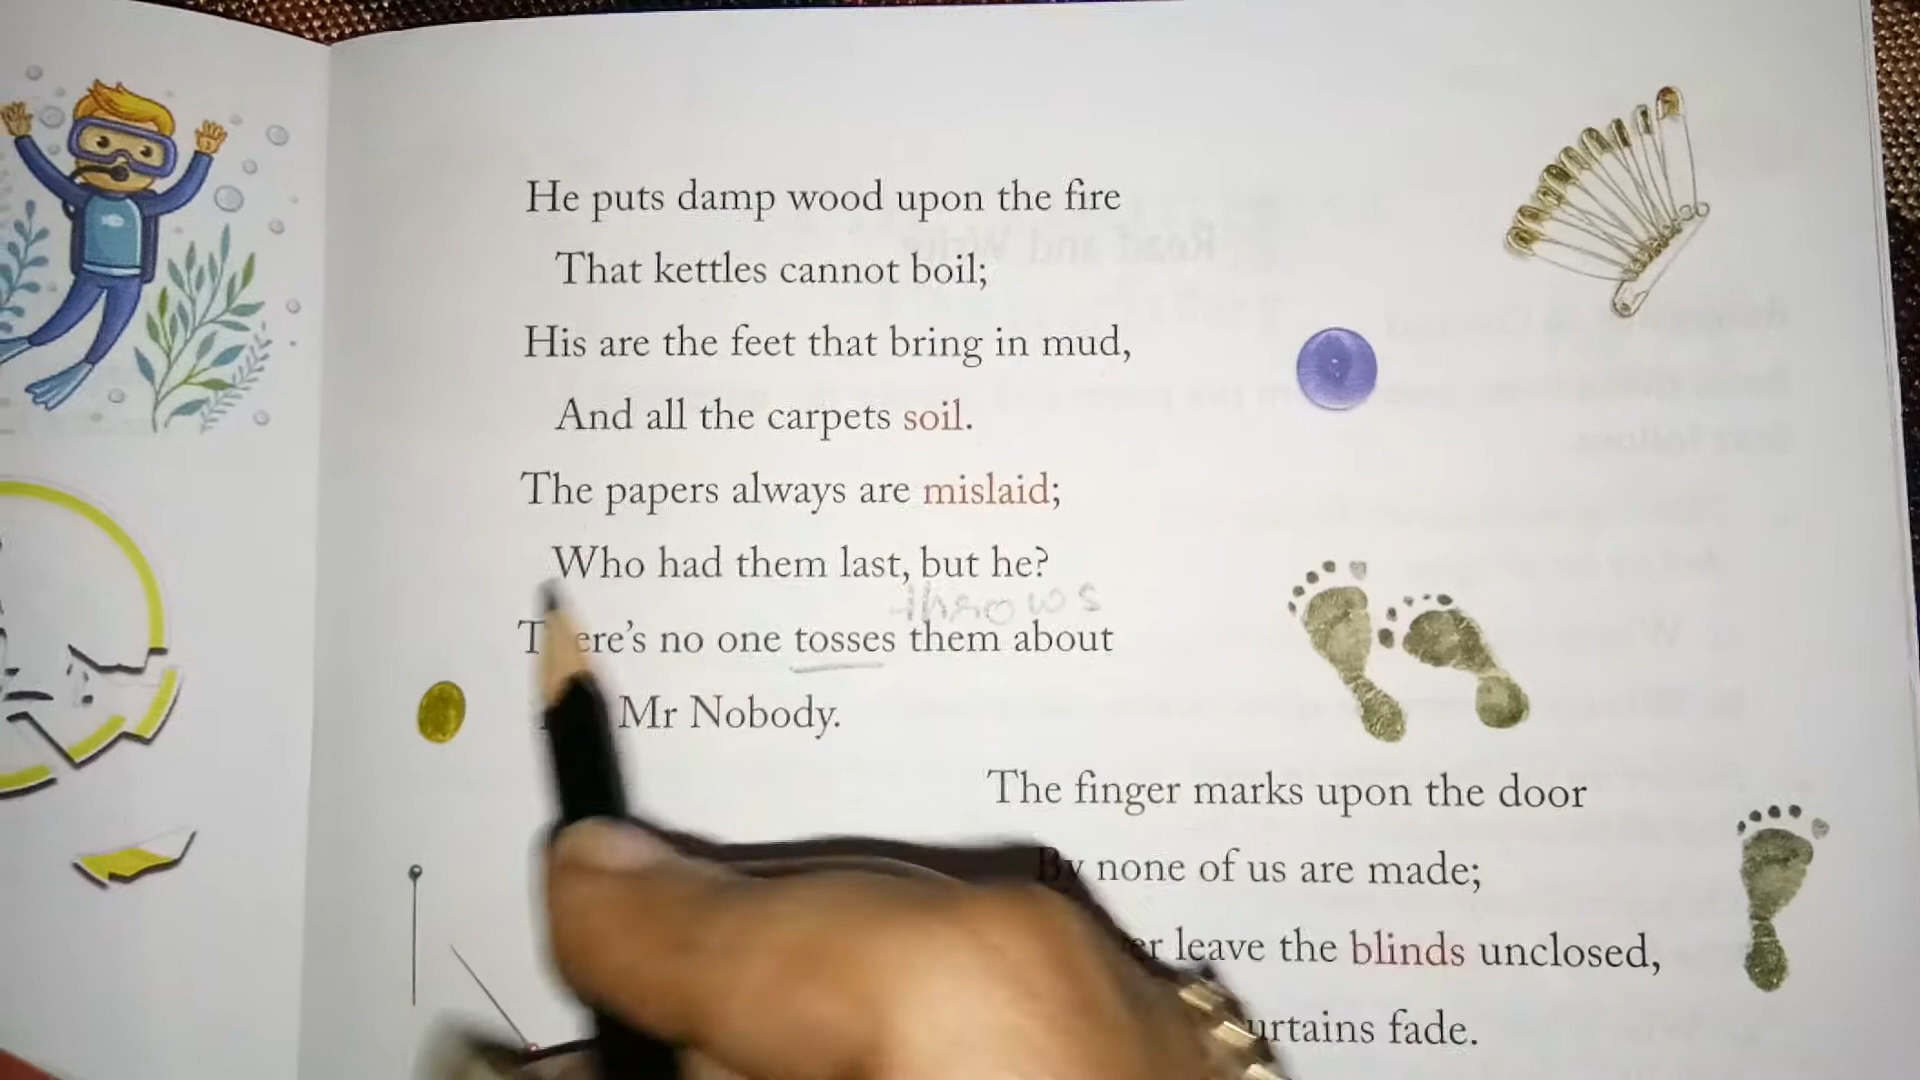 He puts damp wood upon the fire
That kettles cannot boil;
His are the feet that bring in mud,
And all the carpets soil.
The papers always are mislaid;
Who had them last, but he?
throws
There's no one tosses them about
Mr Nobody.
The finger marks upon the door
By none of us are made;
leave the blinds unclosed,
fade.